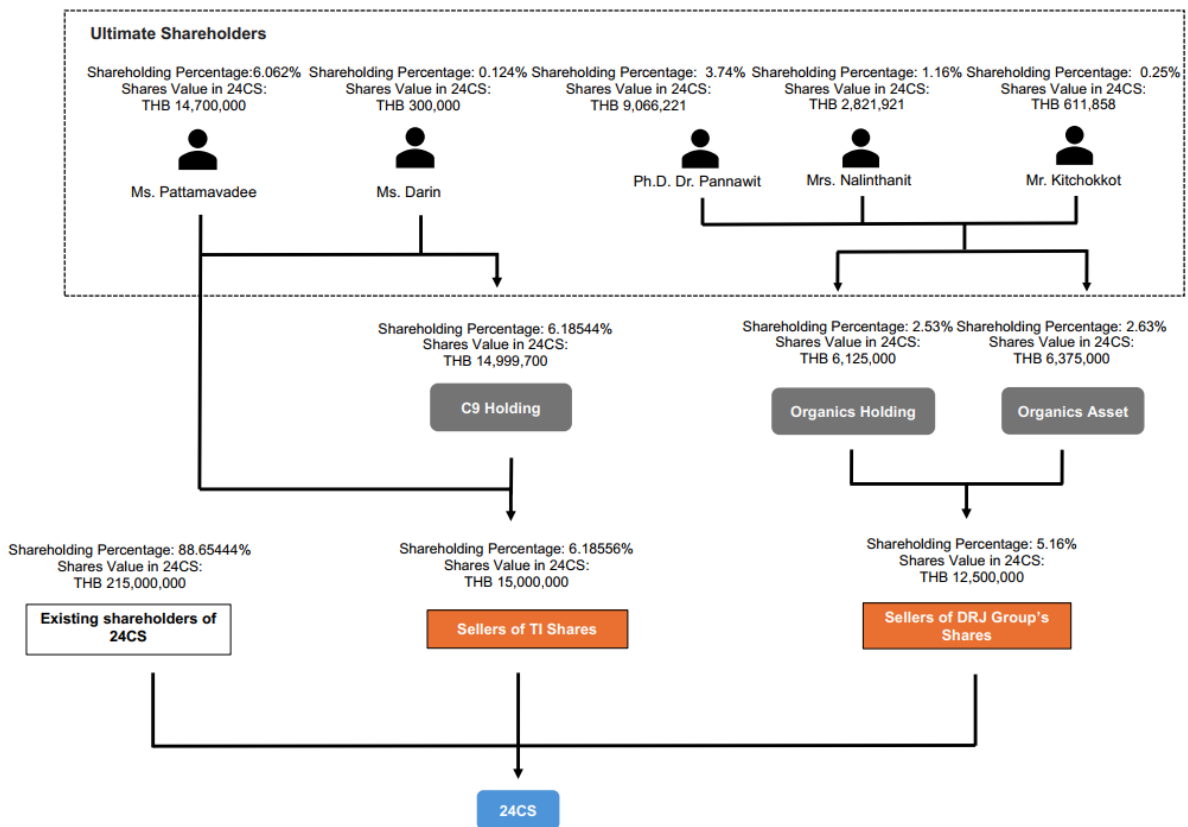 Ultimate Shareholders
Shareholding Percentage:6.062%
Shares Value in 24CS:
THB 14,700,000
Shareholding Percentage: 0.124%
Shares Value in 24CS:
THB 300,000
Shareholding Percentage:  3.74%
Shares Value in 24CS:
THB 9,066,221
Shareholding Percentage: 1.16%
Shares Value in 24CS:
THB 2,821,921
Shareholding Percentage:  0.25%
Shares Value in 24CS:
THB 611,858
Ms. Pattamavadee
Ms. Darin
Ph.D. Dr. Pannawit
Mrs. Nalinthanit
Mr. Kitchokkot
Shareholding Percentage: 6.18544%
Shares Value in 24CS:
THB 14,999,700
C9 Holding
Shareholding Percentage: 2.53%
Shares Value in 24CS:
THB 6,125,000
Organics Holding
Shareholding Percentage: 2.63%
Shares Value in 24CS:
THB 6,375,000
Organics Asset
Shareholding Percentage: 88.65444%
Shares Value in 24CS:
THB 215,000,000
Existing shareholders of
24CS
Shareholding Percentage: 6.18556%
Shares Value in 24CS:
THB 15,000,000
Sellers of TI Shares
Shareholding Percentage: 5.16%
Shares Value in 24CS:
THB 12,500,000
Sellers of DRJ Group's
Shares
24CS